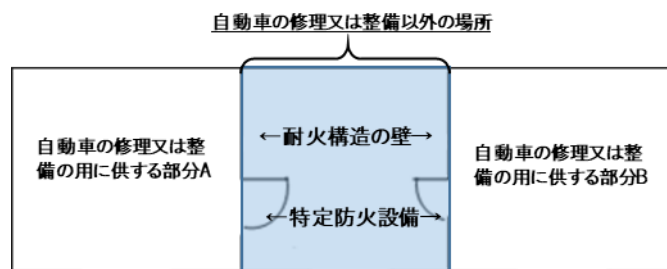 自動車の修理又は整備以外の場所
自動車の修理又は整
備の用に供する部分A
←耐火構造の壁→
←特定防火設備→
自動車の修理又は整
備の用に供する部分B